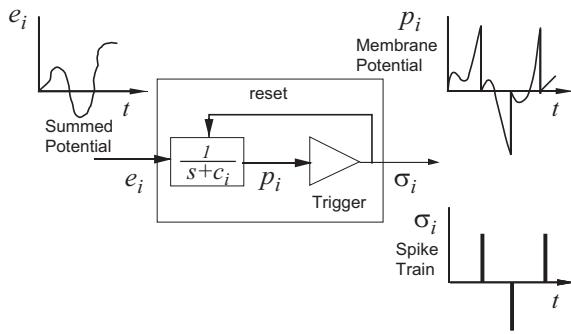 e_i
t
Summed
Potential
e_i
reset
1
s+c_i
p_i
Trigger
σ_i
p_i
Membrane
Potential
t
σ_i
Spike
Train
t